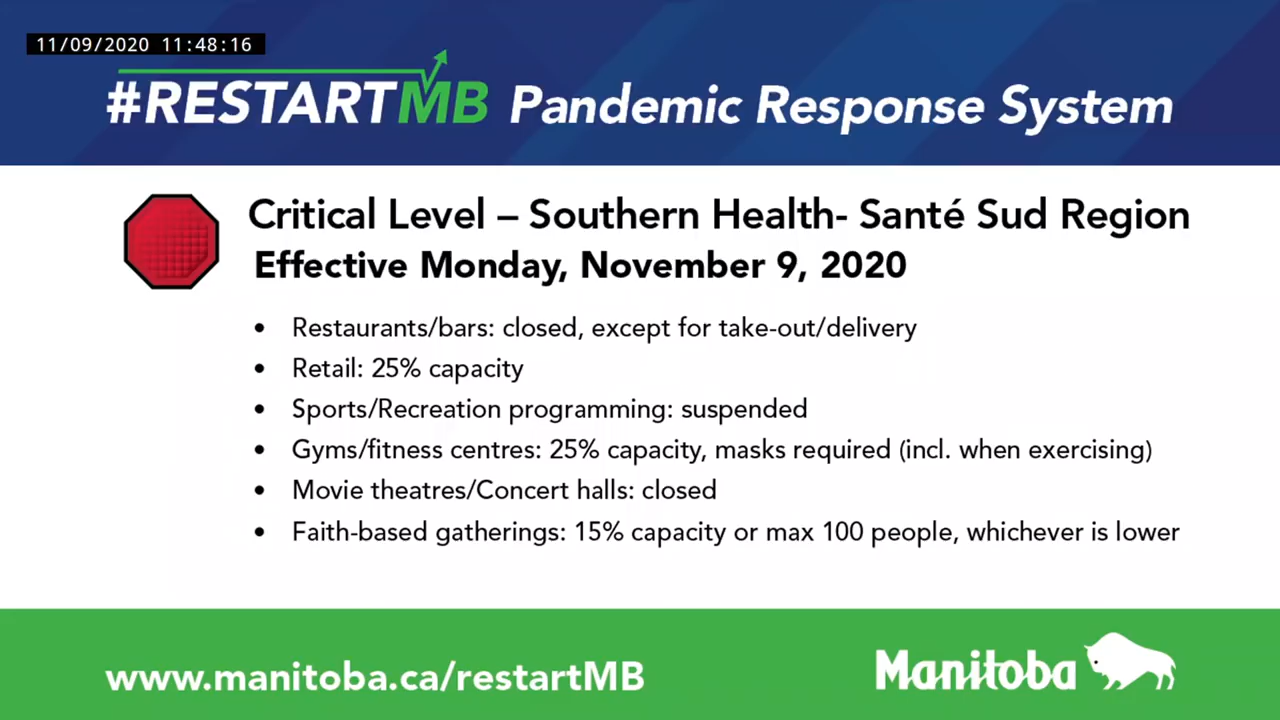 11/09/2020 11:48:16
#RESTARTMB Pandemic Response System
Critical Level – Southern Health- Santé Sud Region
Effective Monday, November 9, 2020
• Restaurants/bars: closed, except for take-out/delivery
• Retail: 25% capacity
• Sports/Recreation programming: suspended
• Gyms/fitness centres: 25% capacity, masks required (incl. when exercising)
• Movie theatres/Concert halls: closed
• Faith-based gatherings: 15% capacity or max 100 people, whichever is lower
www.manitoba.ca/restartMB
Manitoba